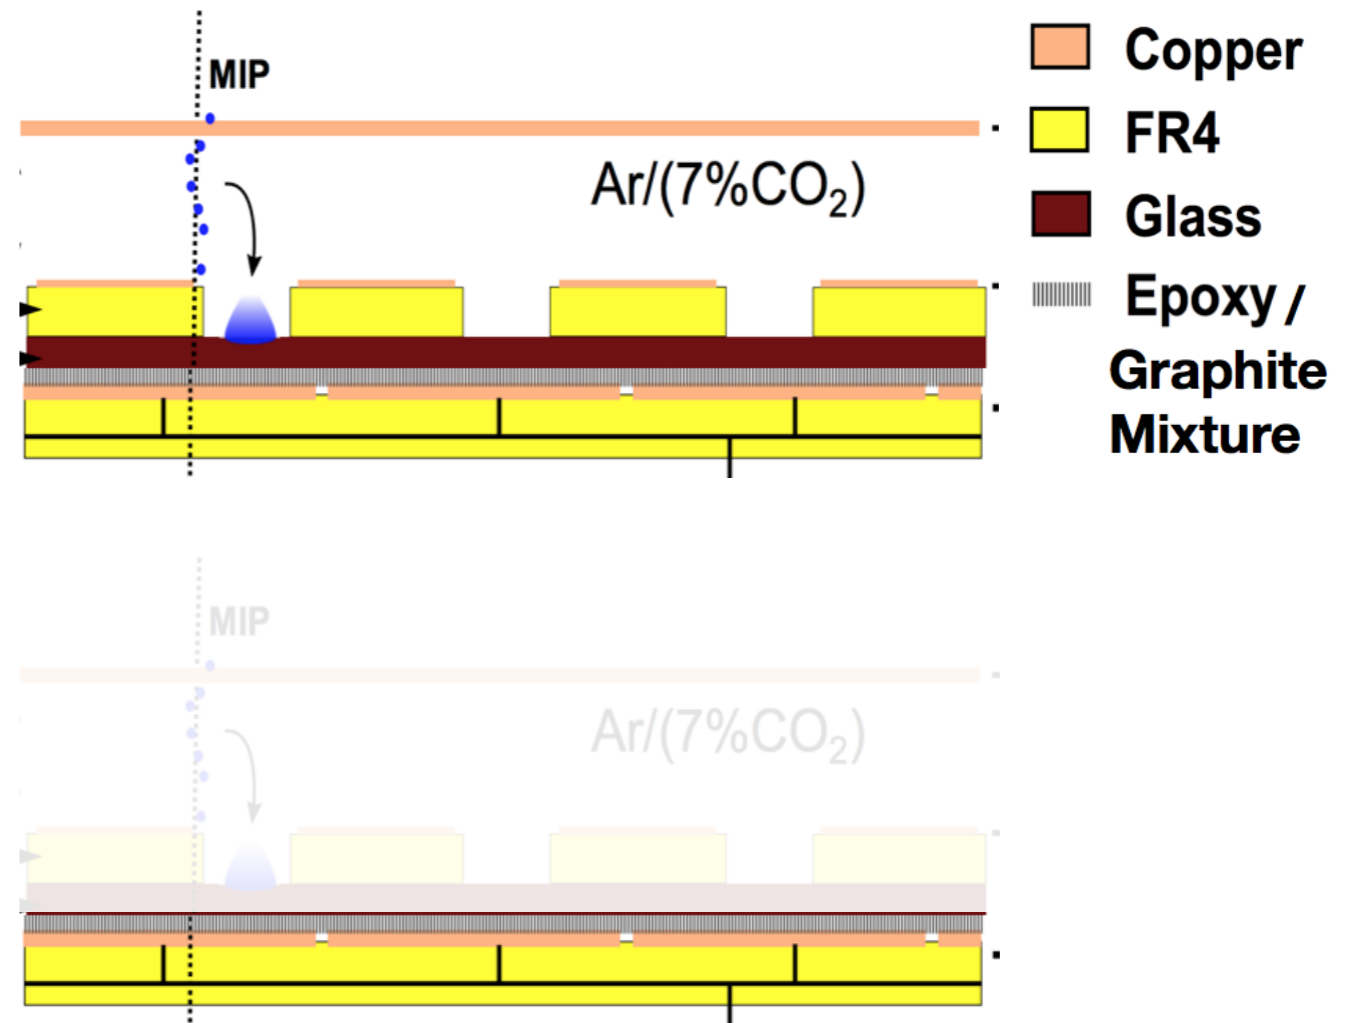 MIP
Ar/(7%CO₂)
Copper
FR4
Glass
Epoxy/
Graphite
Mixture
MIP
Ar/(7%CO₂)